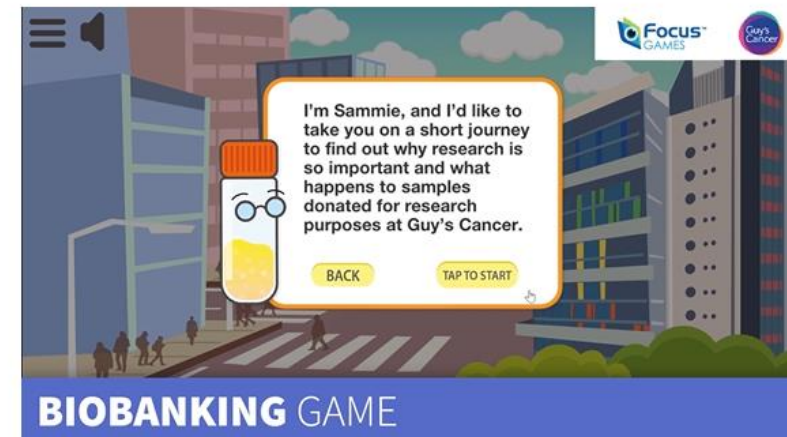 Focus™
GAMES
Guy's
Cancer
I'm Sammie, and I'd like to
take you on a short journey
to find out why research is
so important and what
happens to samples
donated for research
purposes at Guy's Cancer.
BACK
TAP TO START
BIOBANKING GAME